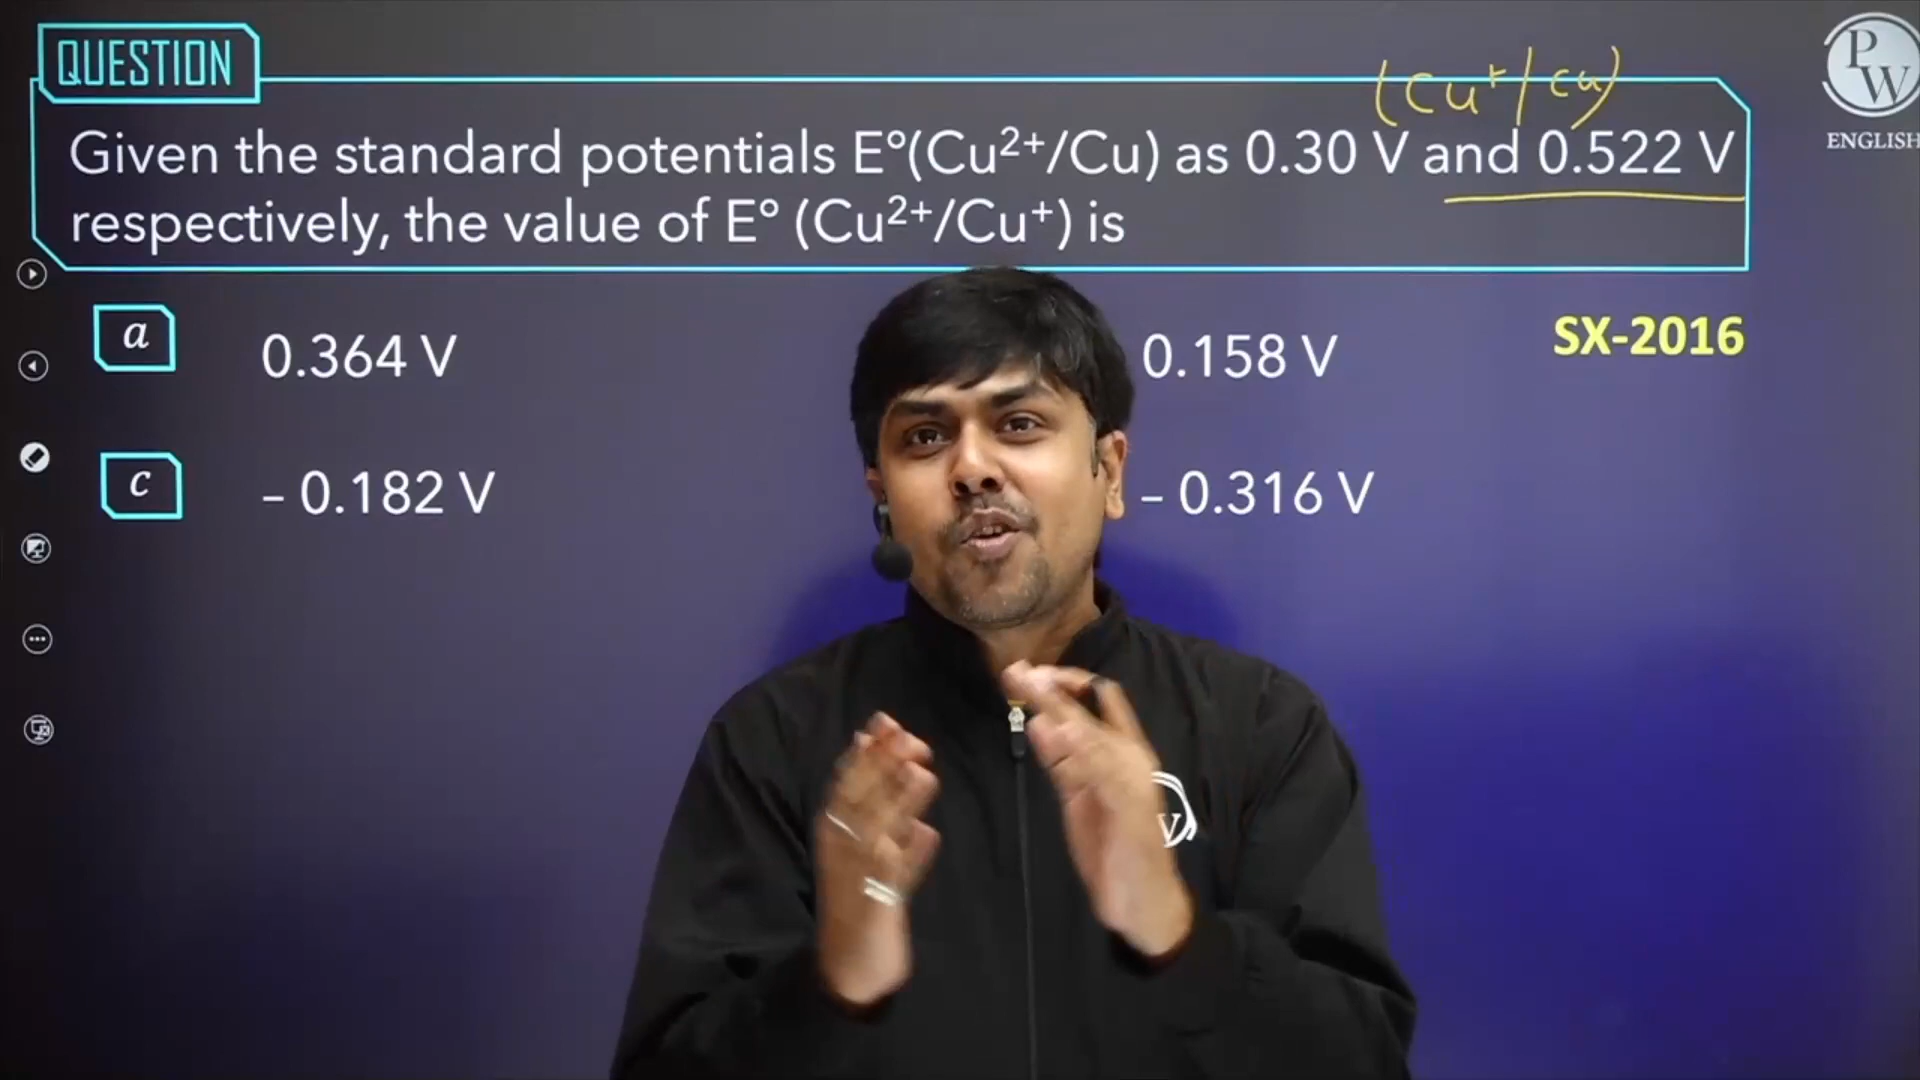 QUESTION
(Cu⁺/Cu)
Given the standard potentials E°(Cu²⁺/Cu) as 0.30 V and 0.522 V
respectively, the value of E° (Cu²⁺/Cu⁺) is
PW
ENGLISH
a 0.364 V
0.158 V
SX-2016
c – 0.182 V
– 0.316 V